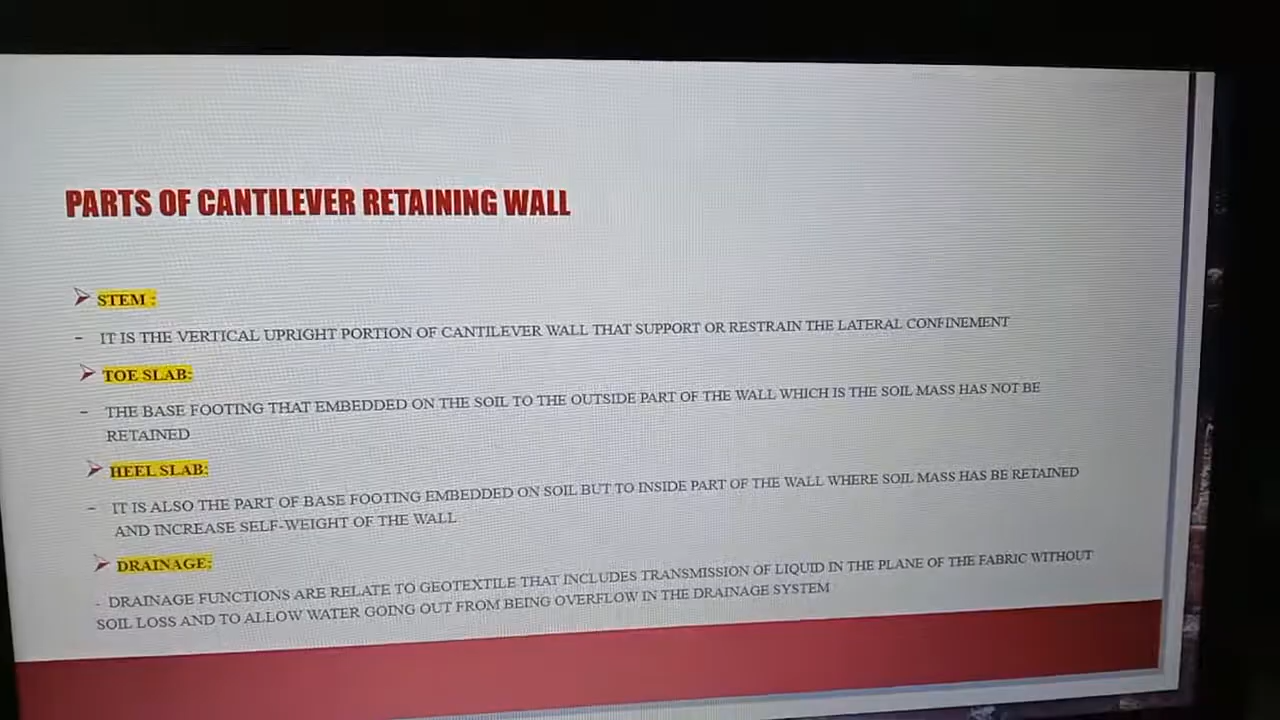 PARTS OF CANTILEVER RETAINING WALL
➢ STEM :
- IT IS THE VERTICAL UPRIGHT PORTION OF CANTILEVER WALL THAT SUPPORT OR RESTRAIN THE LATERAL CONFINEMENT
➢ TOE SLAB:
- THE BASE FOOTING THAT EMBEDDED ON THE SOIL TO THE OUTSIDE PART OF THE WALL WHICH IS THE SOIL MASS HAS NOT BE
RETAINED
➢ HEEL SLAB:
- IT IS ALSO THE PART OF BASE FOOTING EMBEDDED ON SOIL BUT TO INSIDE PART OF THE WALL WHERE SOIL MASS HAS BE RETAINED
AND INCREASE SELF-WEIGHT OF THE WALL
➢ DRAINAGE:
- DRAINAGE FUNCTIONS ARE RELATE TO GEOTEXTILE THAT INCLUDES TRANSMISSION OF LIQUID IN THE PLANE OF THE FABRIC WITHOUT
SOIL LOSS AND TO ALLOW WATER GOING OUT FROM BEING OVERFLOW IN THE DRAINAGE SYSTEM